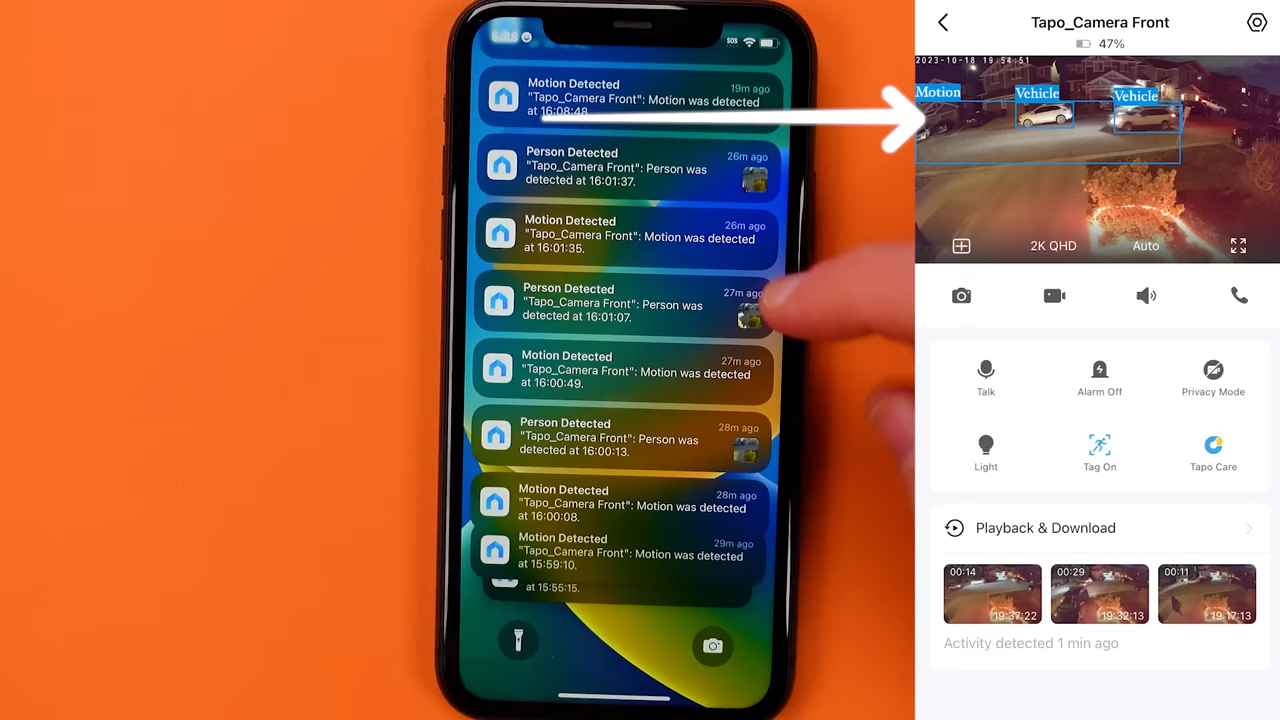 5:28
SOS
Motion Detected
19m ago
"Tapo_Camera Front": Motion was detected
at 16:08:48
Person Detected
26m ago
"Tapo_Camera Front": Person was
detected at 16:01:37.
Motion Detected
26m ago
"Tapo_Camera Front": Motion was detected
at 16:01:35.
Person Detected
27m ago
"Tapo_Camera Front": Person was
detected at 16:01:07.
Motion Detected
27m ago
"Tapo_Camera Front": Motion was detected
at 16:00:49.
Person Detected
28m ago
"Tapo_Camera Front": Person was
detected at 16:00:13.
Motion Detected
28m ago
"Tapo_Camera Front": Motion was detected
at 16:00:08.
Motion Detected
29m ago
"Tapo_Camera Front": Motion was detected
at 15:59:10.
at 15:55:15.
Tapo_Camera Front
47%
2023-10-18 19:54:51
Motion
Vehicle
Vehicle
2K QHD
Auto
Talk
Alarm Off
Privacy Mode
Light
Tag On
Tapo Care
Playback & Download
00:14
19:37:22
00:29
19:32:13
00:11
19:17:13
Activity detected 1 min ago